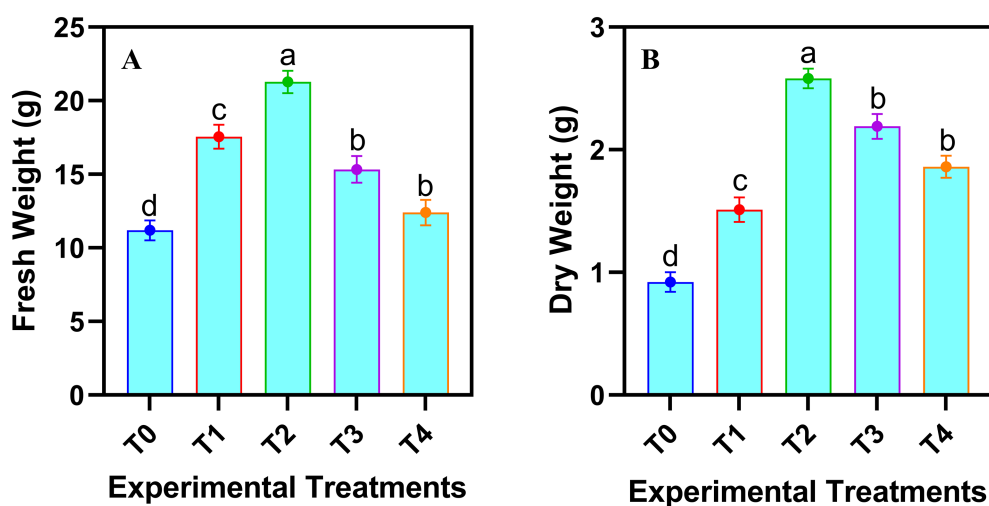 A
Fresh Weight (g)
25
20
15
10
5
0
d
c
a
b
b
T0
T1
T2
T3
T4
Experimental Treatments
B
Dry Weight (g)
3
2
1
0
d
c
a
b
b
T0
T1
T2
T3
T4
Experimental Treatments